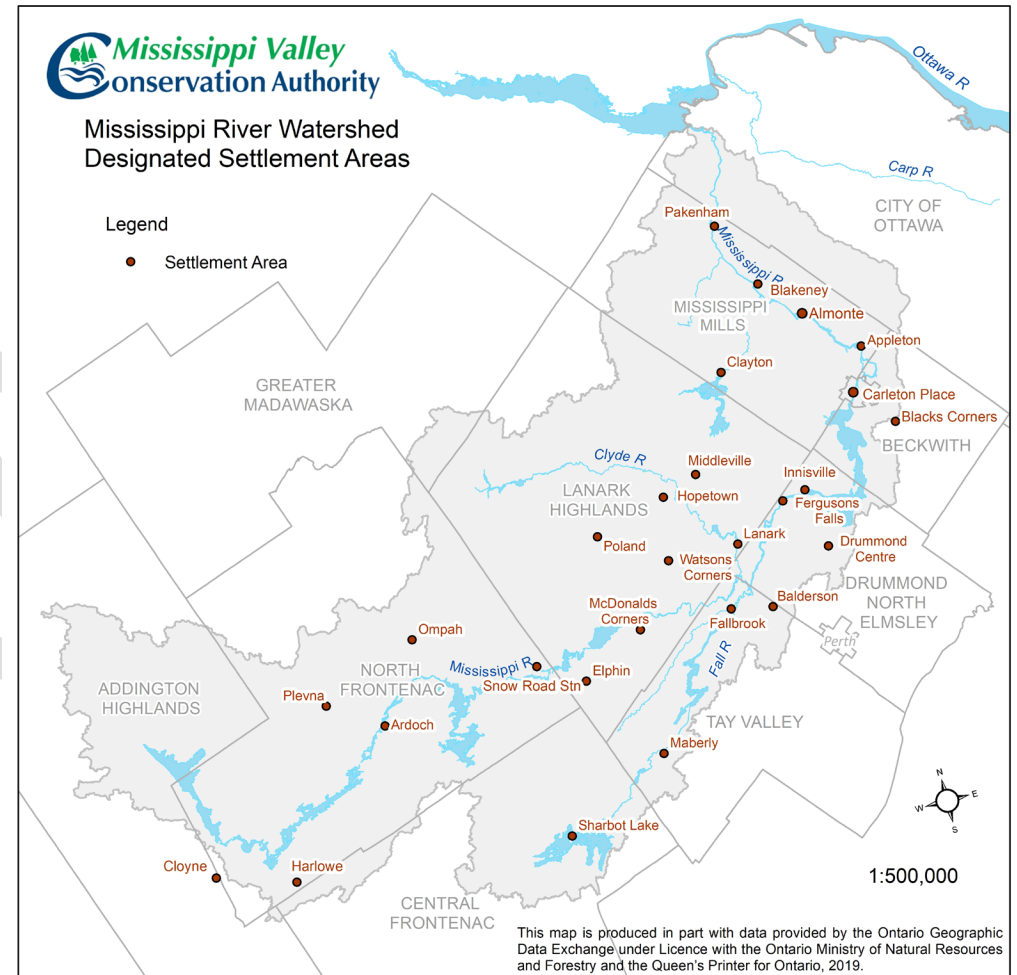 Mississippi Valley
Conservation Authority
Mississippi River Watershed
Designated Settlement Areas
Legend
Settlement Area
Ottawa R
Carp R
CITY OF
OTTAWA
Pakenham
Mississippi R
Blakeney
MISSISSIPPI
MILLS
Almonte
Appleton
Clayton
GREATER
MADAWASKA
Carleton Place
Blacks Corners
BECKWITH
Clyde R
Middleville
Innisville
LANARK
HIGHLANDS
Hopetown
Fergusons
Falls
Lanark
Drummond
Centre
Poland
Watsons
Corners
DRUMMOND
NORTH
ELMSLEY
Balderson
McDonalds
Corners
Fallbrook
Perth
Ompah
Fall R
Mississippi R
Elphin
NORTH
FRONTENAC
Snow Road Stn
ADDINGTON
HIGHLANDS
Plevna
Ardoch
TAY VALLEY
Maberly
N
W
E
S
Sharbot Lake
Cloyne
Harlowe
1:500,000
CENTRAL
FRONTENAC
This map is produced in part with data provided by the Ontario Geographic
Data Exchange under Licence with the Ontario Ministry of Natural Resources
and Forestry and the Queen's Printer for Ontario, 2019.